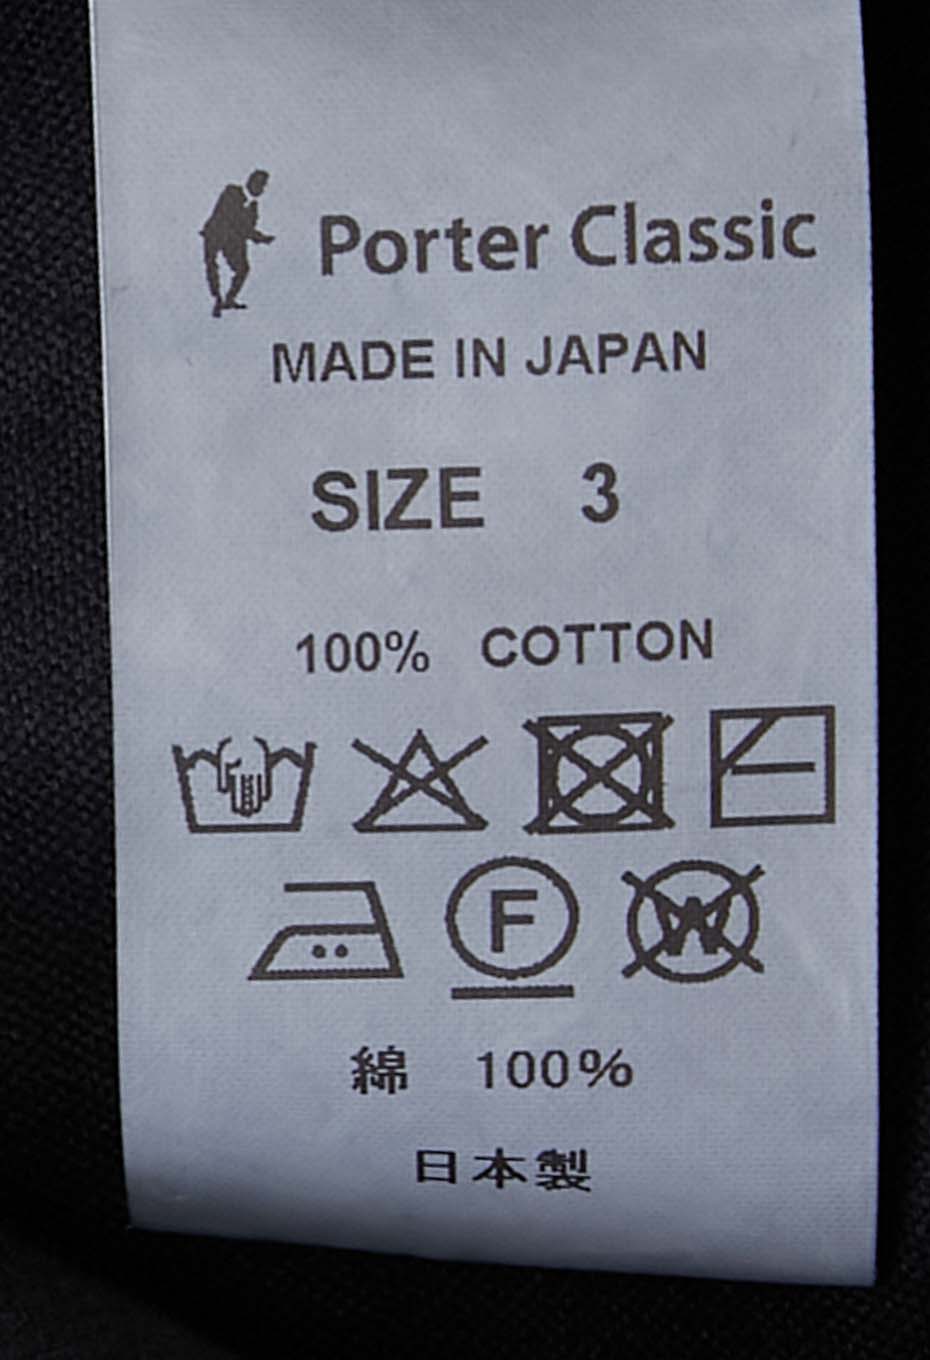 Porter Classic
MADE IN JAPAN
SIZE 3
100% COTTON
F W
綿 100%
日本製